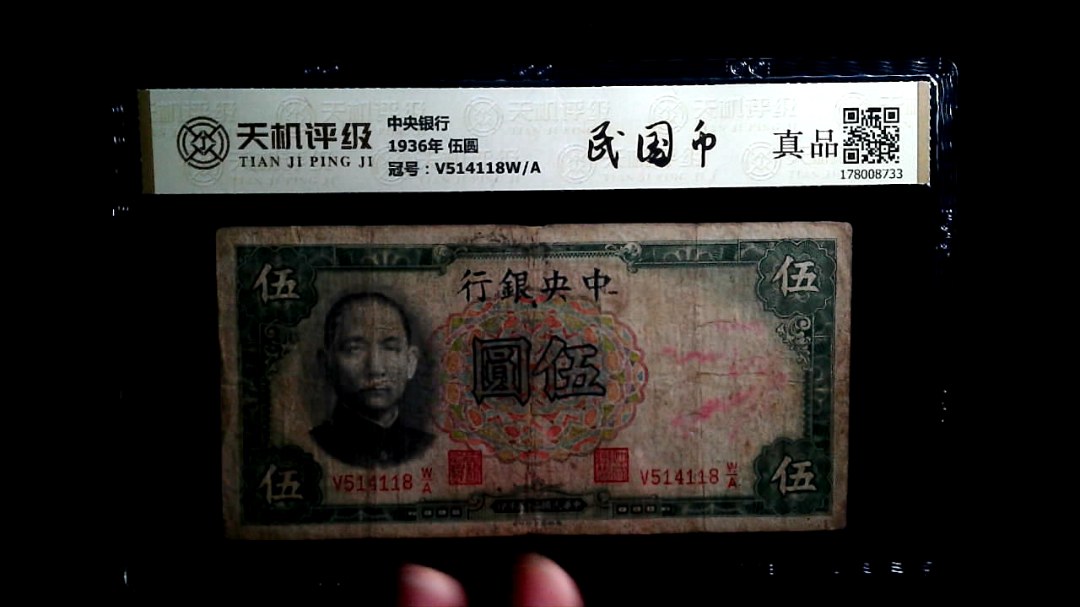 天机评级
TIAN JI PING JI
中央银行
1936年 伍圆
冠号：V514118W/A
民国币
真品
178008733
伍
行銀央中
伍
圓伍
V514118 W/A
V514118 W/A
伍
伍